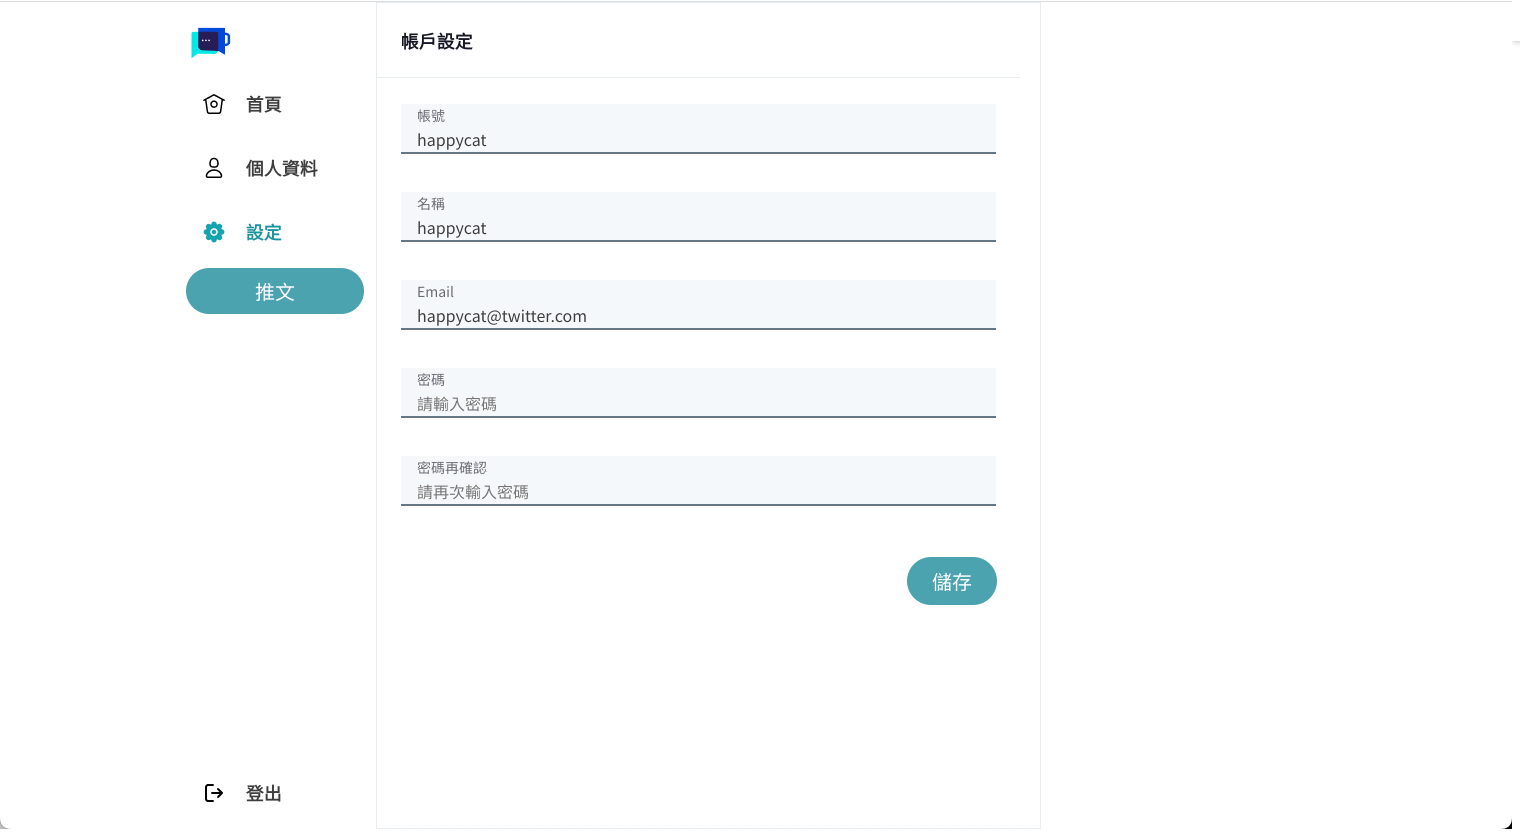 首頁
個人資料
設定
推文
登出
帳戶設定
帳號
happycat
名稱
happycat
Email
happycat@twitter.com
密碼
請輸入密碼
密碼再確認
請再次輸入密碼
儲存